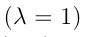 (λ = 1)